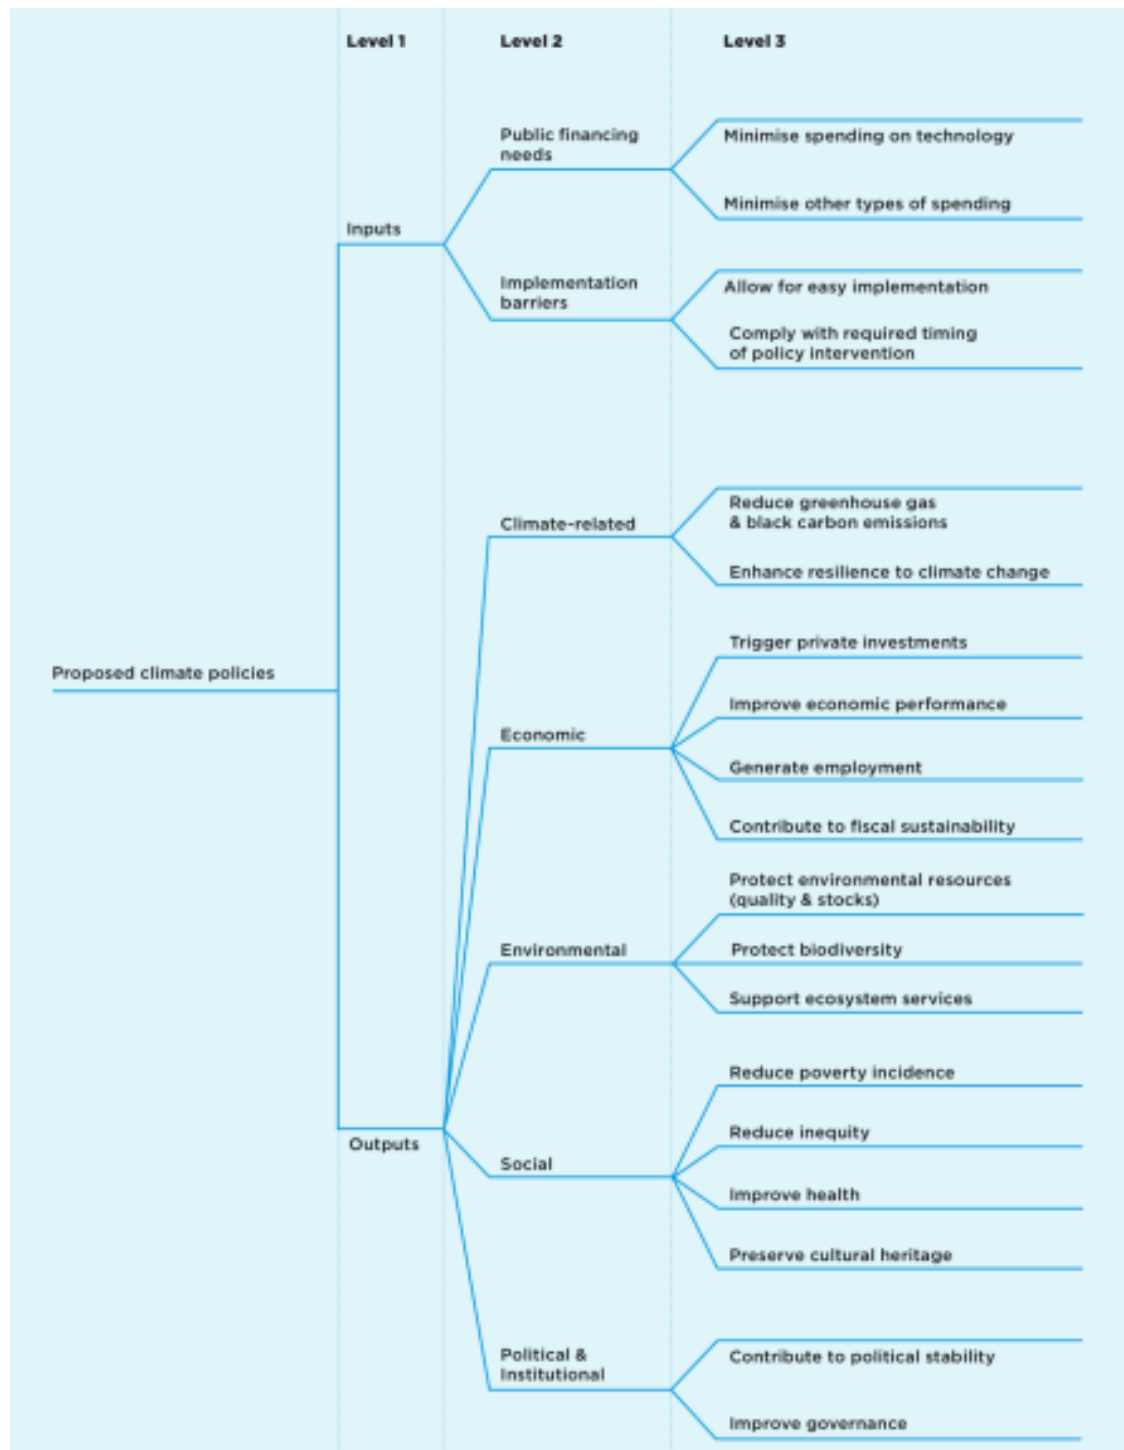 Level 1
Level 2
Level 3
Public financing
needs
Minimise spending on technology
Minimise other types of spending
Inputs
Implementation
barriers
Allow for easy implementation
Comply with required timing
of policy intervention
Climate-related
Reduce greenhouse gas
& black carbon emissions
Enhance resilience to climate change
Proposed climate policies
Economic
Trigger private investments
Improve economic performance
Generate employment
Contribute to fiscal sustainability
Environmental
Protect environmental resources
(quality & stocks)
Protect biodiversity
Support ecosystem services
Outputs
Social
Reduce poverty incidence
Reduce inequity
Improve health
Preserve cultural heritage
Political &
Institutional
Contribute to political stability
Improve governance